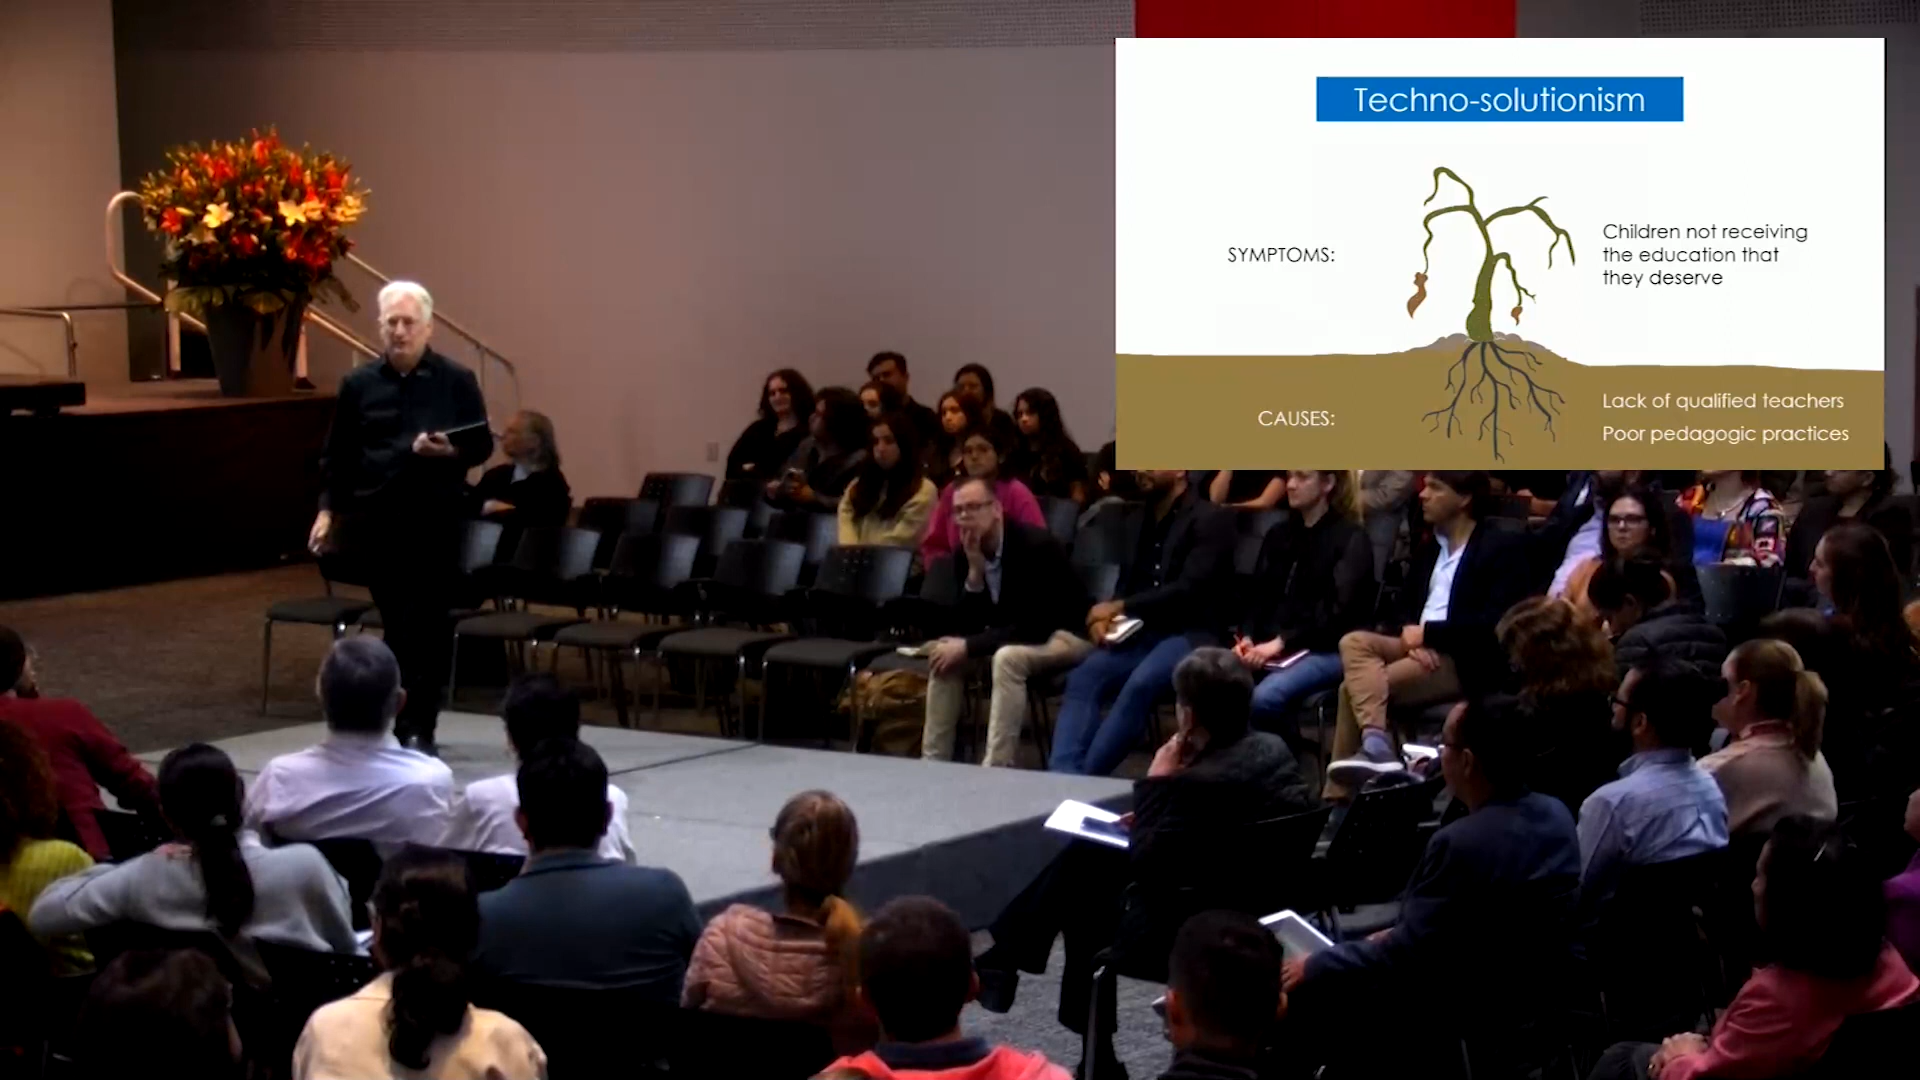 Techno-solutionism
SYMPTOMS:
Children not receiving
the education that
they deserve
CAUSES:
Lack of qualified teachers
Poor pedagogic practices